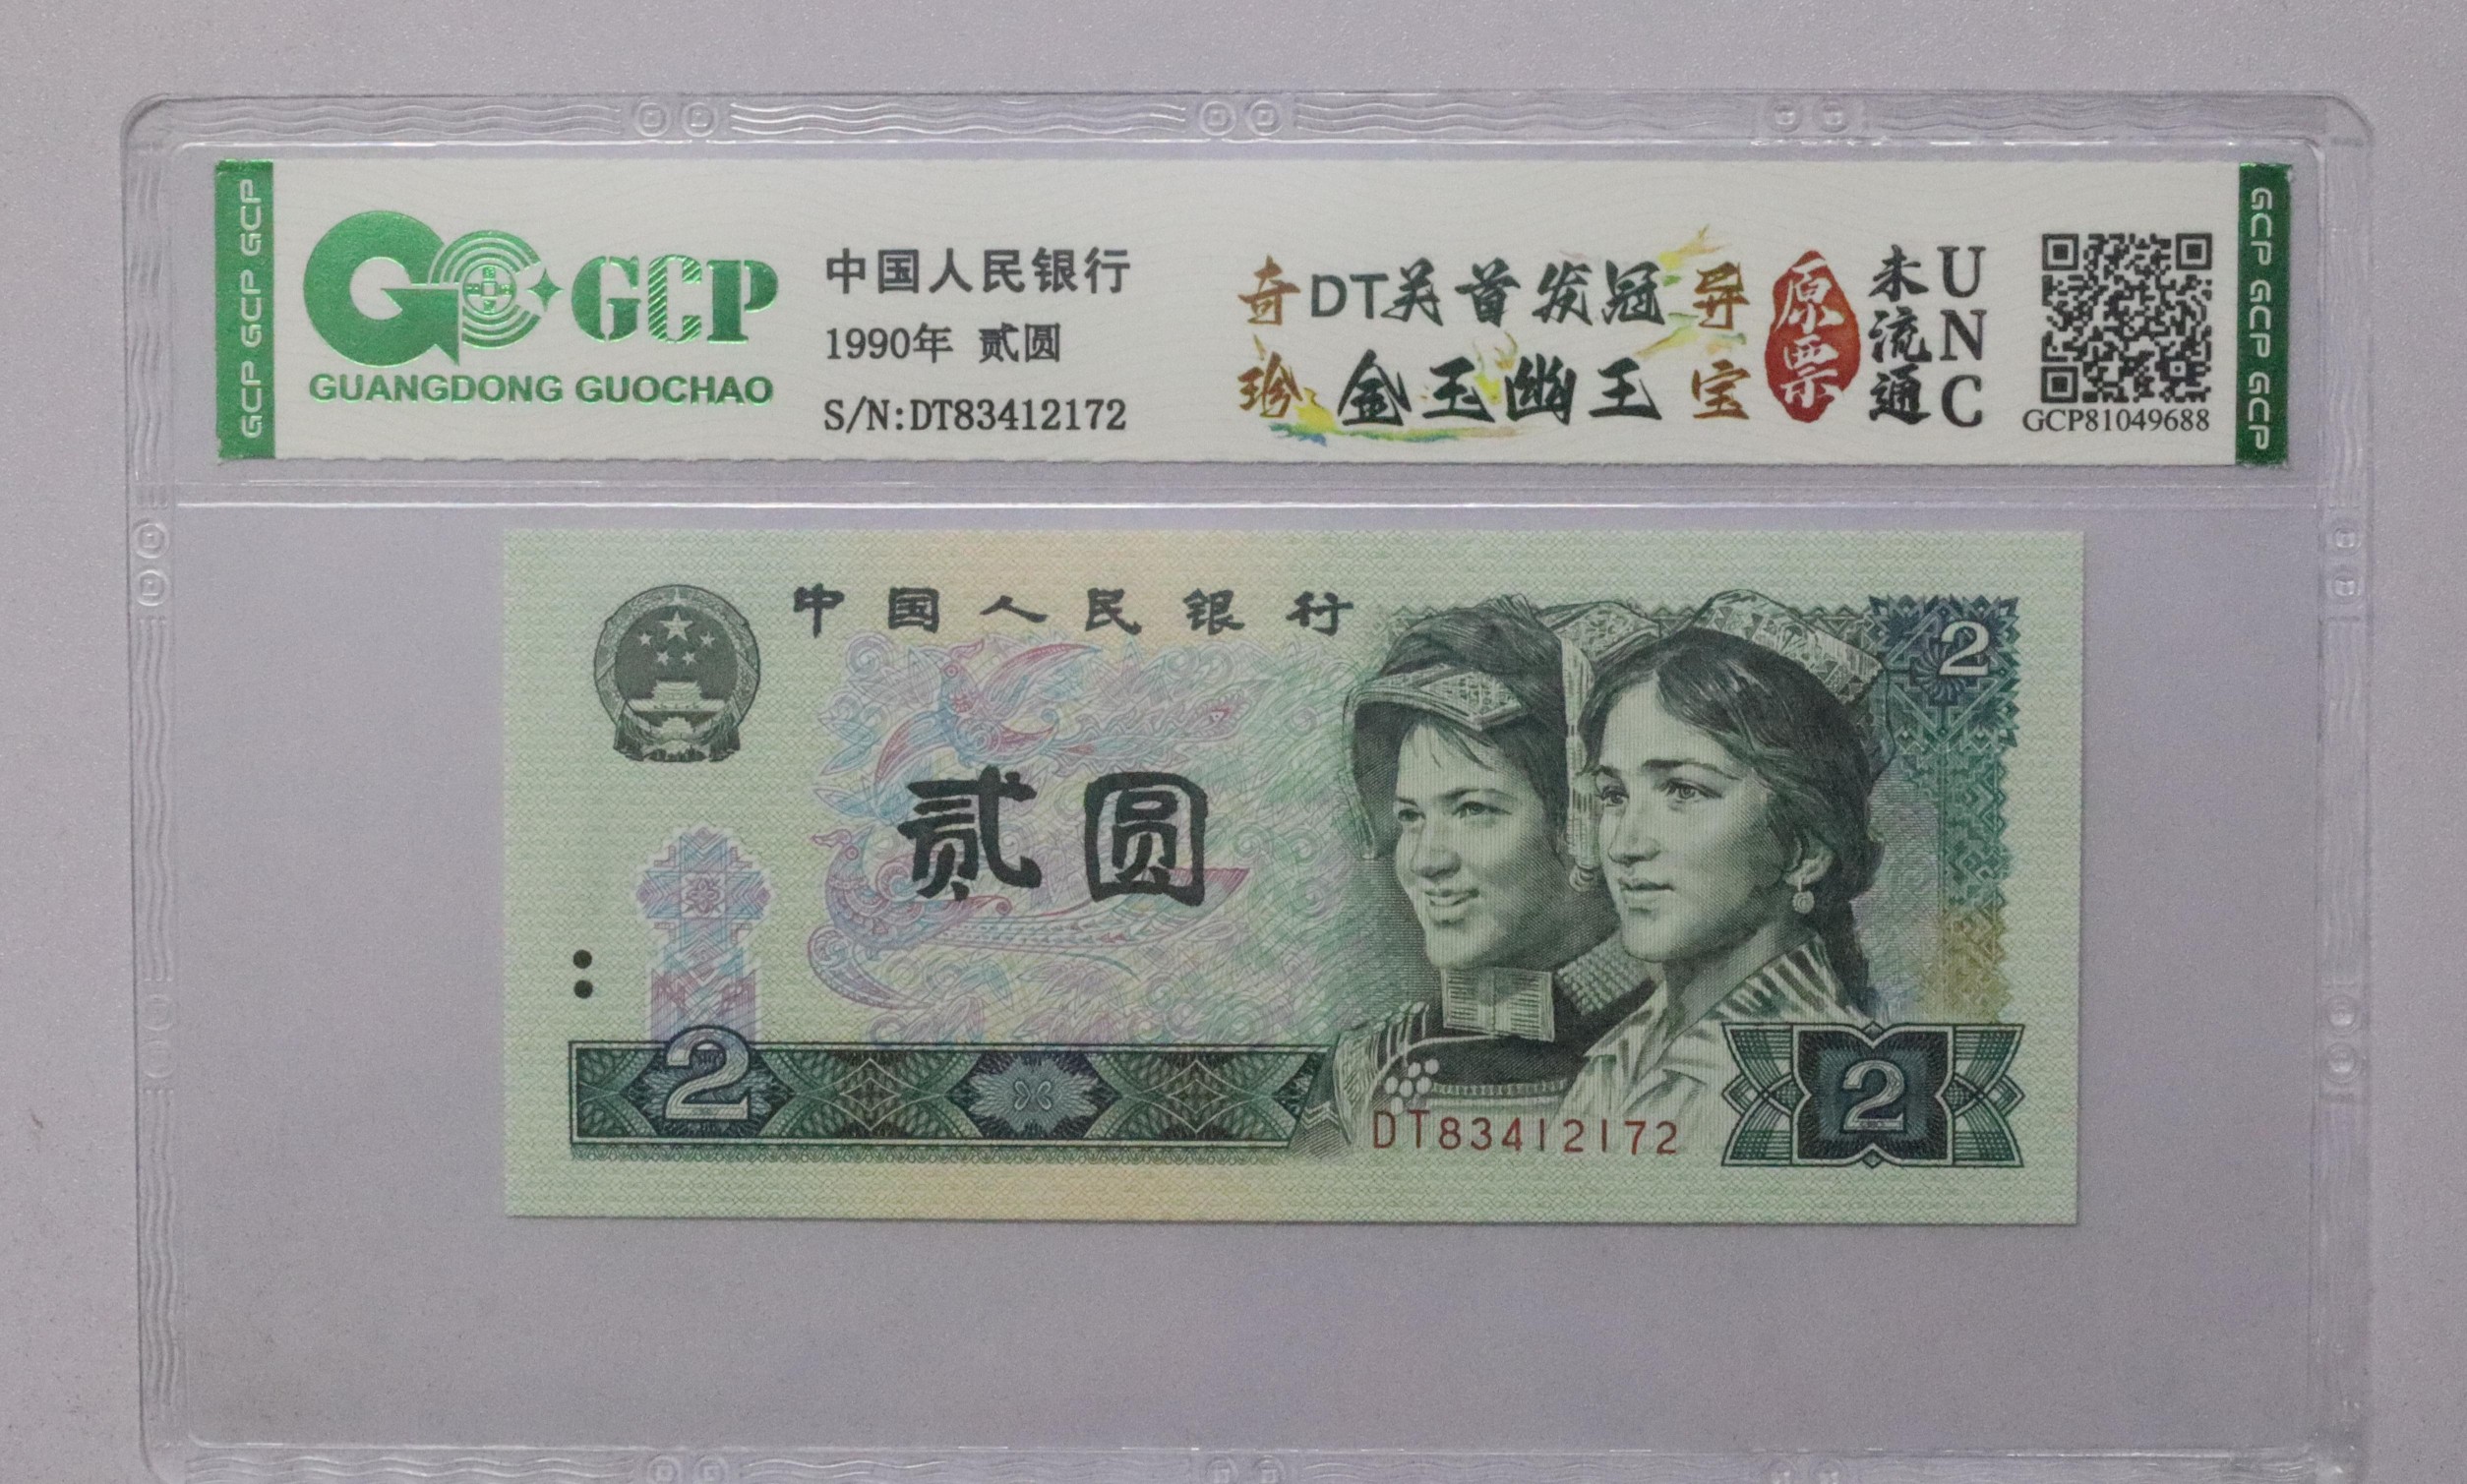 GCP GCP GCP
GCP
GUANGDONG GUOCHAO
中国人民银行
1990年 贰圆
S/N:DT83412172
奇珍异宝
DT关首发冠
金玉幽王
原票
未流通
UNC
GCP81049688
GCP GCP GCP
中国人民银行
2
贰圆
2
DT83412172
2